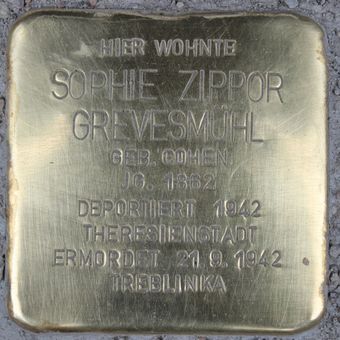 HIER WOHNTE
SOPHIE ZIPPOR
GREVESMÜHL
GEB. COHEN
JG. 1862
DEPORTIERT 1942
THERESIENSTADT
ERMORDET 21.9.1942
TREBLINKA